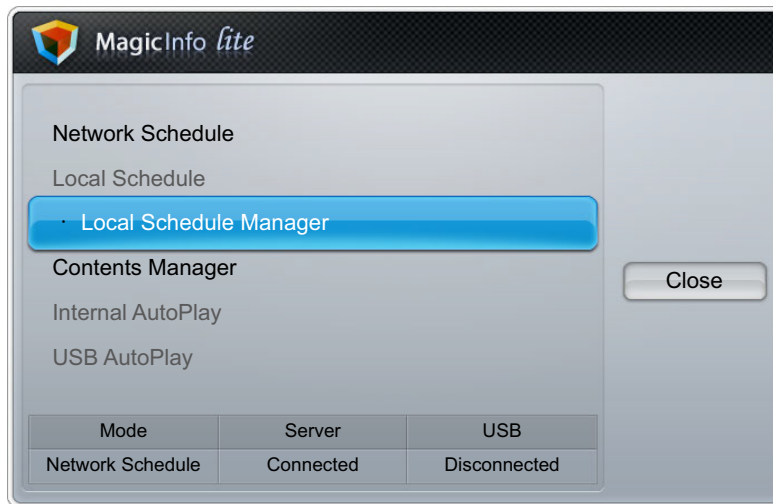 MagicInfo lite
Network Schedule
Local Schedule
· Local Schedule Manager
Contents Manager
Close
Internal AutoPlay
USB AutoPlay
Mode Server USB
Network Schedule Connected Disconnected